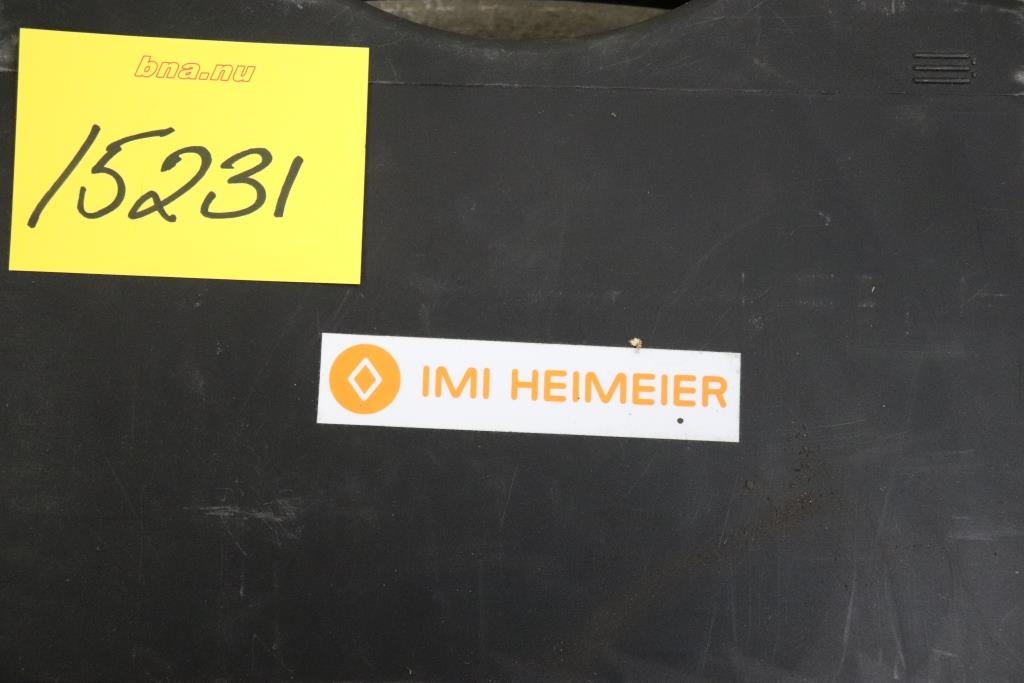 bna.nu
15231
IMI HEIMEIER